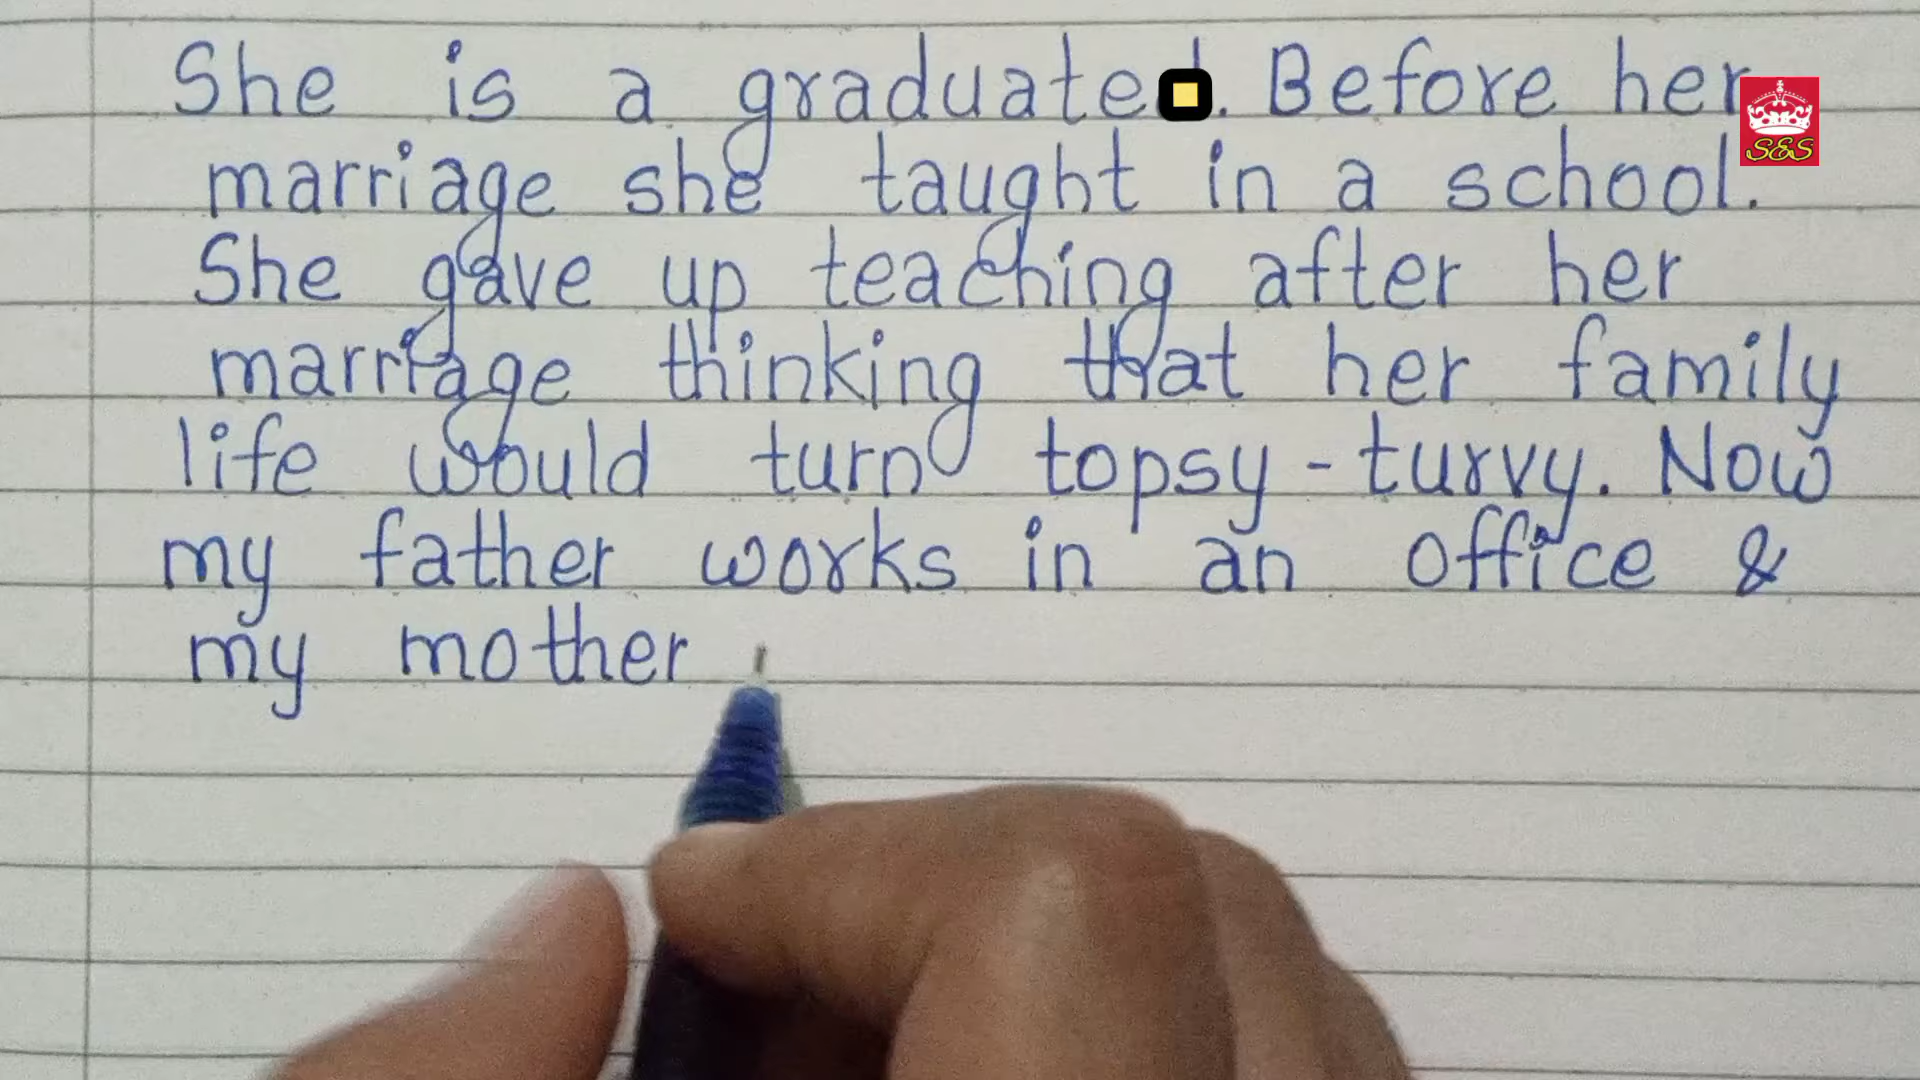 She is a graduate. Before her
marriage she taught in a school.
She gave up teaching after her
marriage thinking that her family
life would turn topsy-turvy. Now
my father works in an office &
my mother
S&S